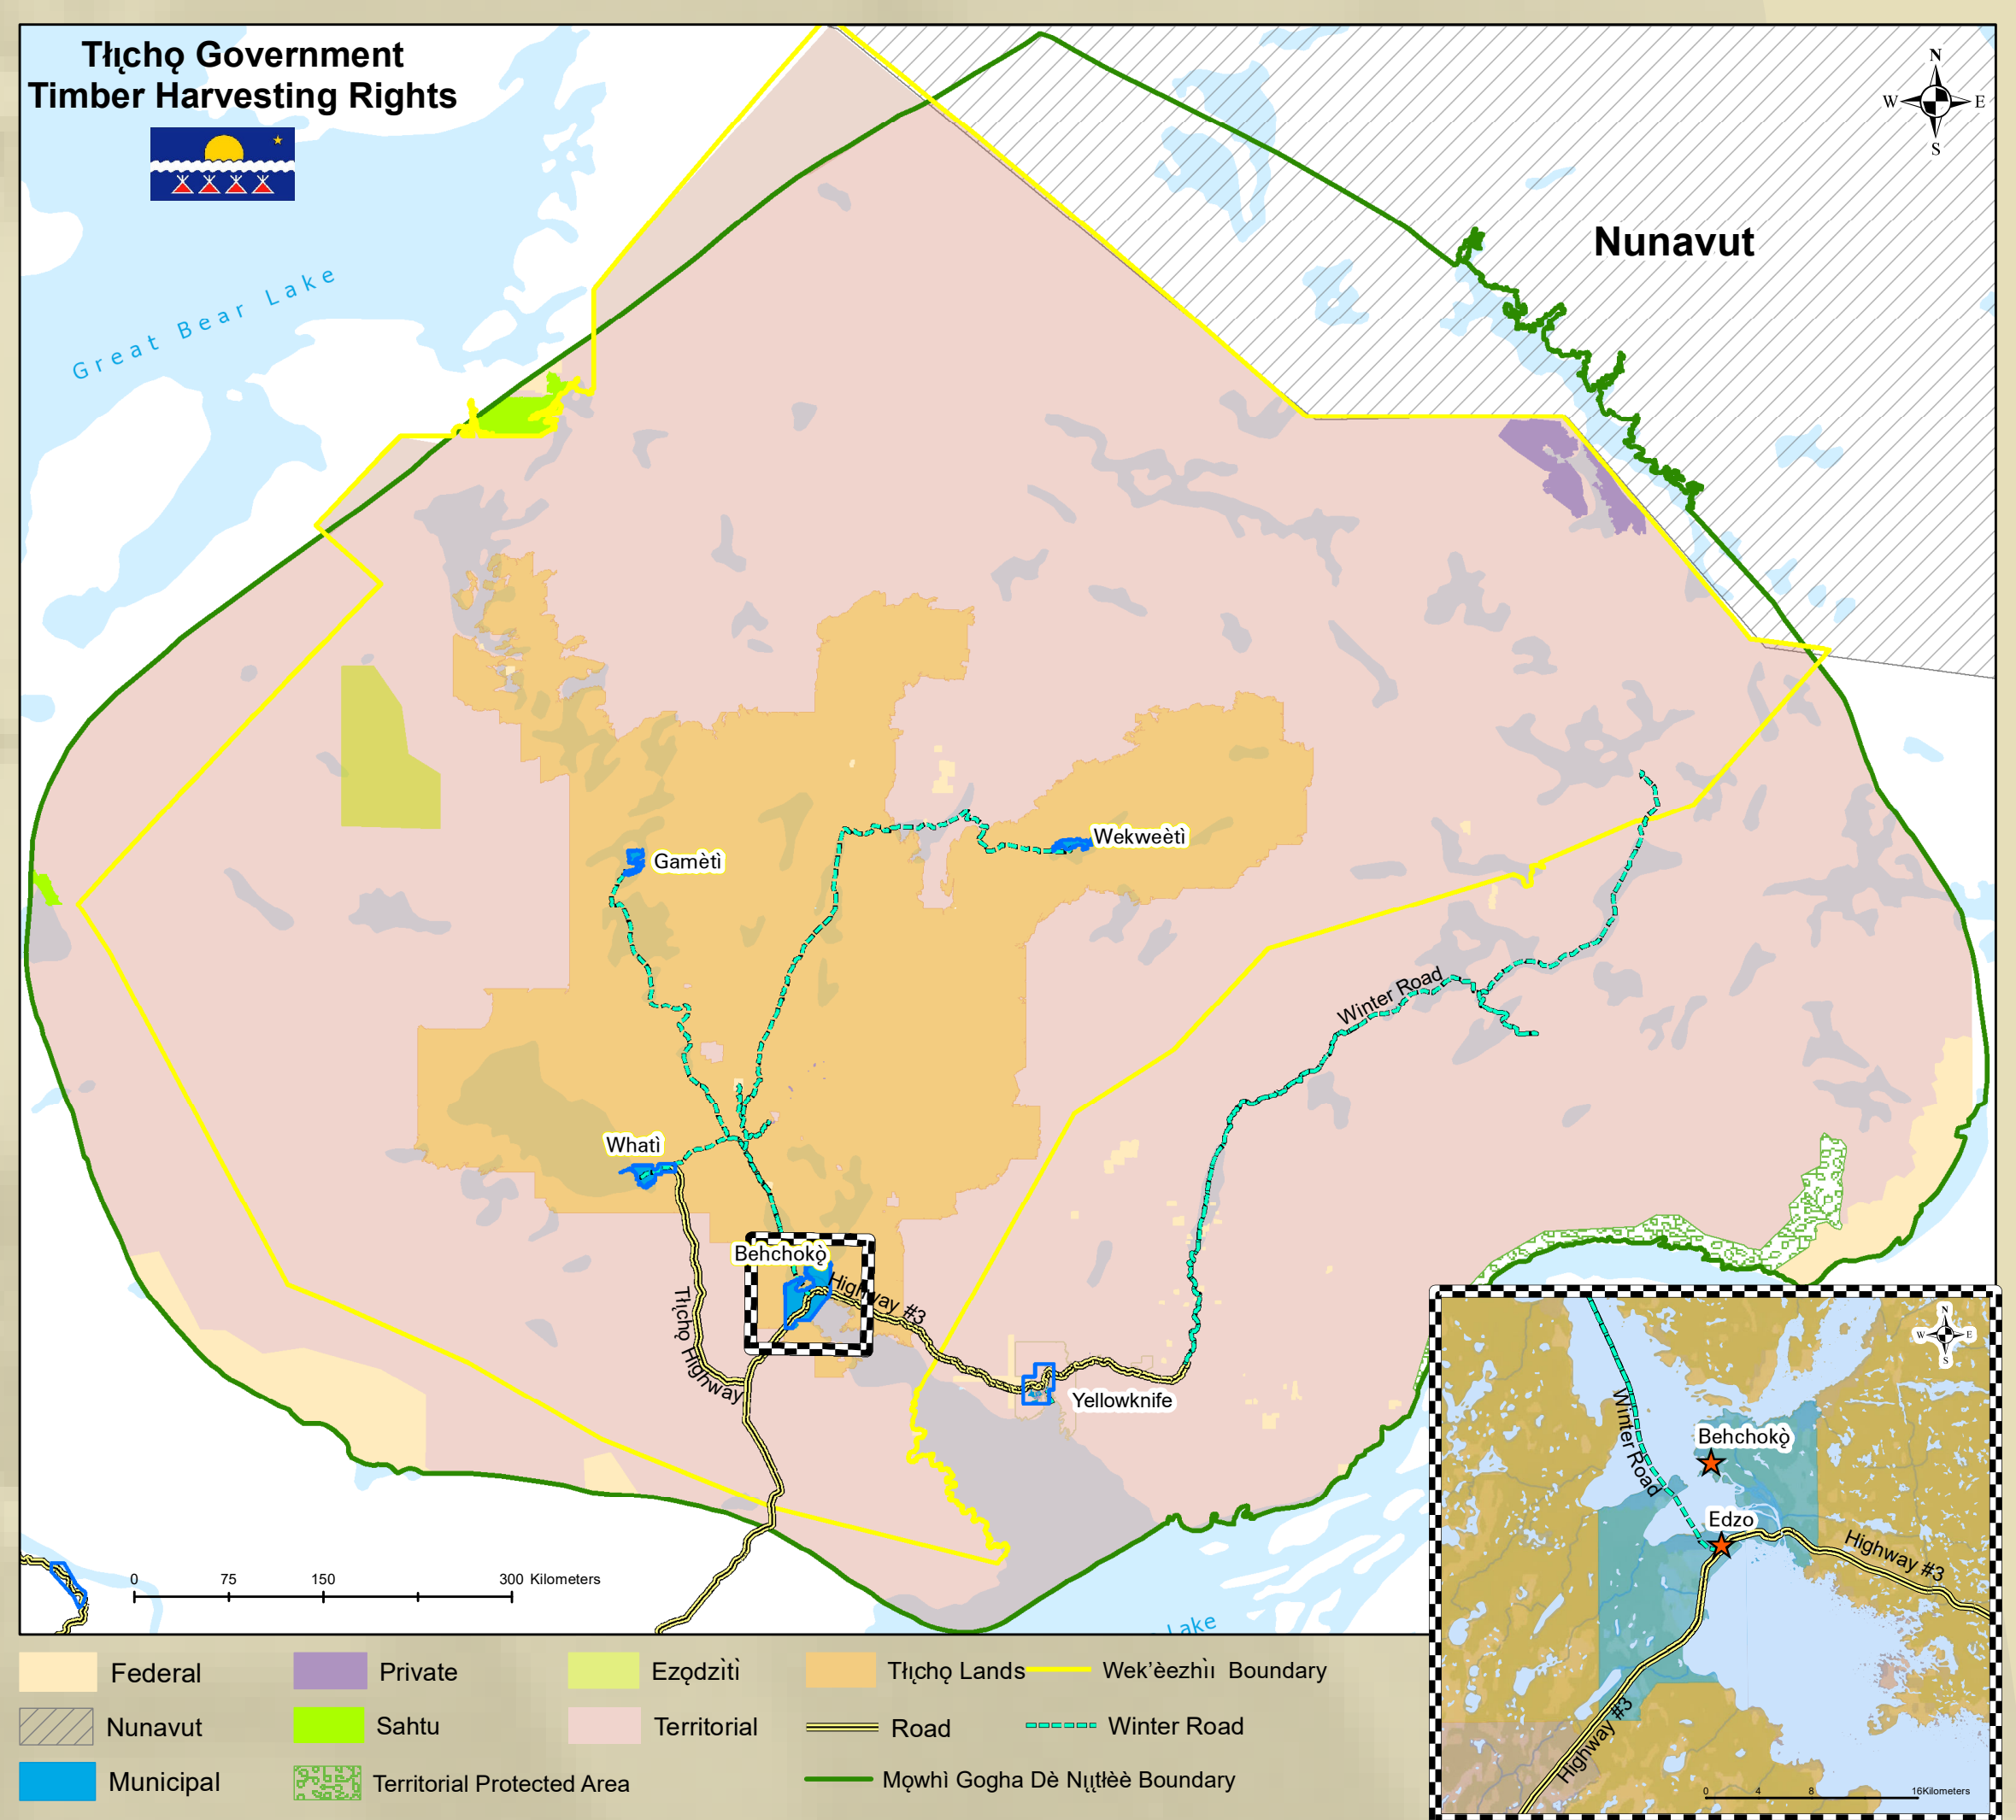 Tłı̨chǫ Government
Timber Harvesting Rights
N
W
E
S
Nunavut
Great Bear Lake
Gamètì
Wekweètì
Winter Road
Whatì
Behchokǫ̀
Highway #3
Tłı̨chǫ Highway
Yellowknife
0 75 150 300 Kilometers
Lake
N
W
E
S
Winter Road
Behchokǫ̀
Edzo
Highway #3
Highway #3
0 4 8 16Kilometers
Federal
Private
Ezǫdzìtì
Tłı̨chǫ Lands
Wek’èezhìı Boundary
Nunavut
Sahtu
Territorial
Road
Winter Road
Municipal
Territorial Protected Area
Mǫwhì Gogha Dè Nı̨ı̨tłèè Boundary